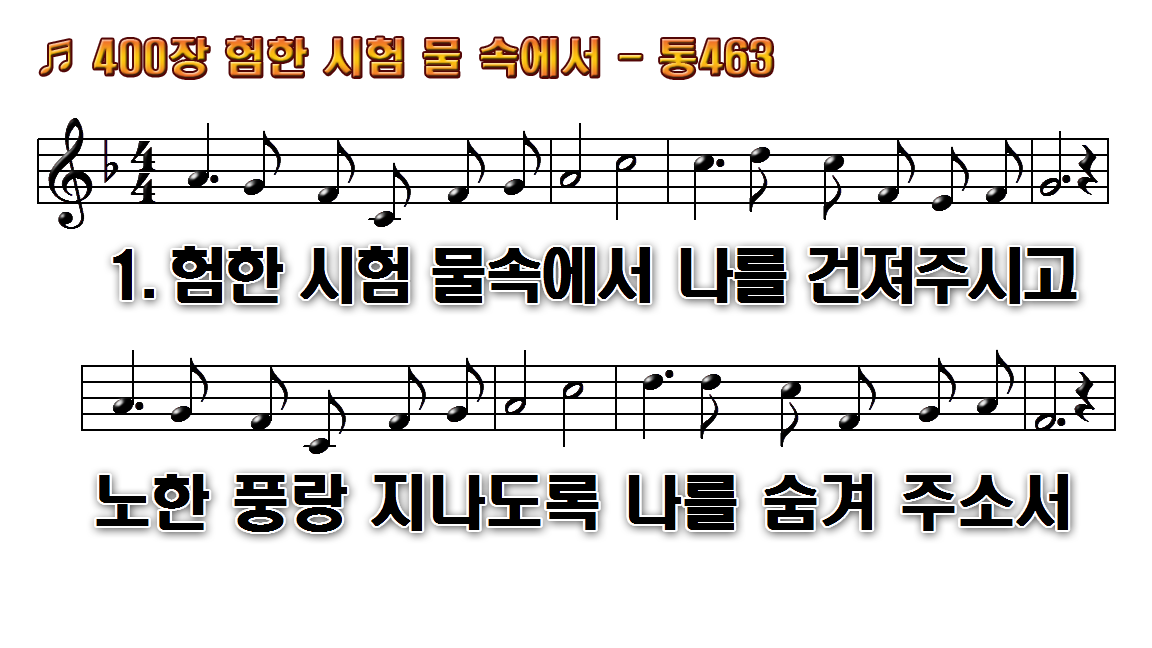 ♬ 400장 험한 시험 물 속에서 - 통463
4
4
1. 험한 시험 물속에서 나를 건져주시고
노한 풍랑 지나도록 나를 숨겨 주소서